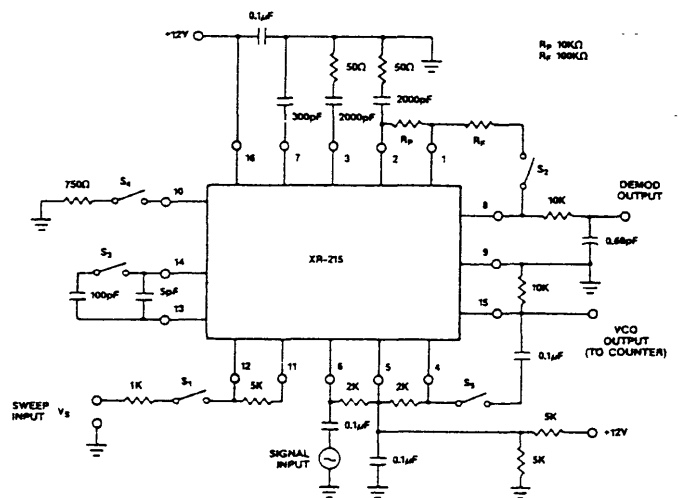 0.1μF
+12V
50Ω
50Ω
RP 10KΩ
RF 100KΩ
300pF
2000pF
2000pF
RP
RF
16
7
3
2
1
S2
750Ω
S4
10
8
10K
DEMOD
OUTPUT
XR-215
S3
14
9
0.68pF
100pF
5pF
13
10K
15
VCO
OUTPUT
(TO COUNTER)
12
11
6
5
4
0.1μF
1K
S1
5K
2K
2K
S5
SWEEP
INPUT
VS
0.1μF
5K
+12V
SIGNAL
INPUT
0.1μF
5K